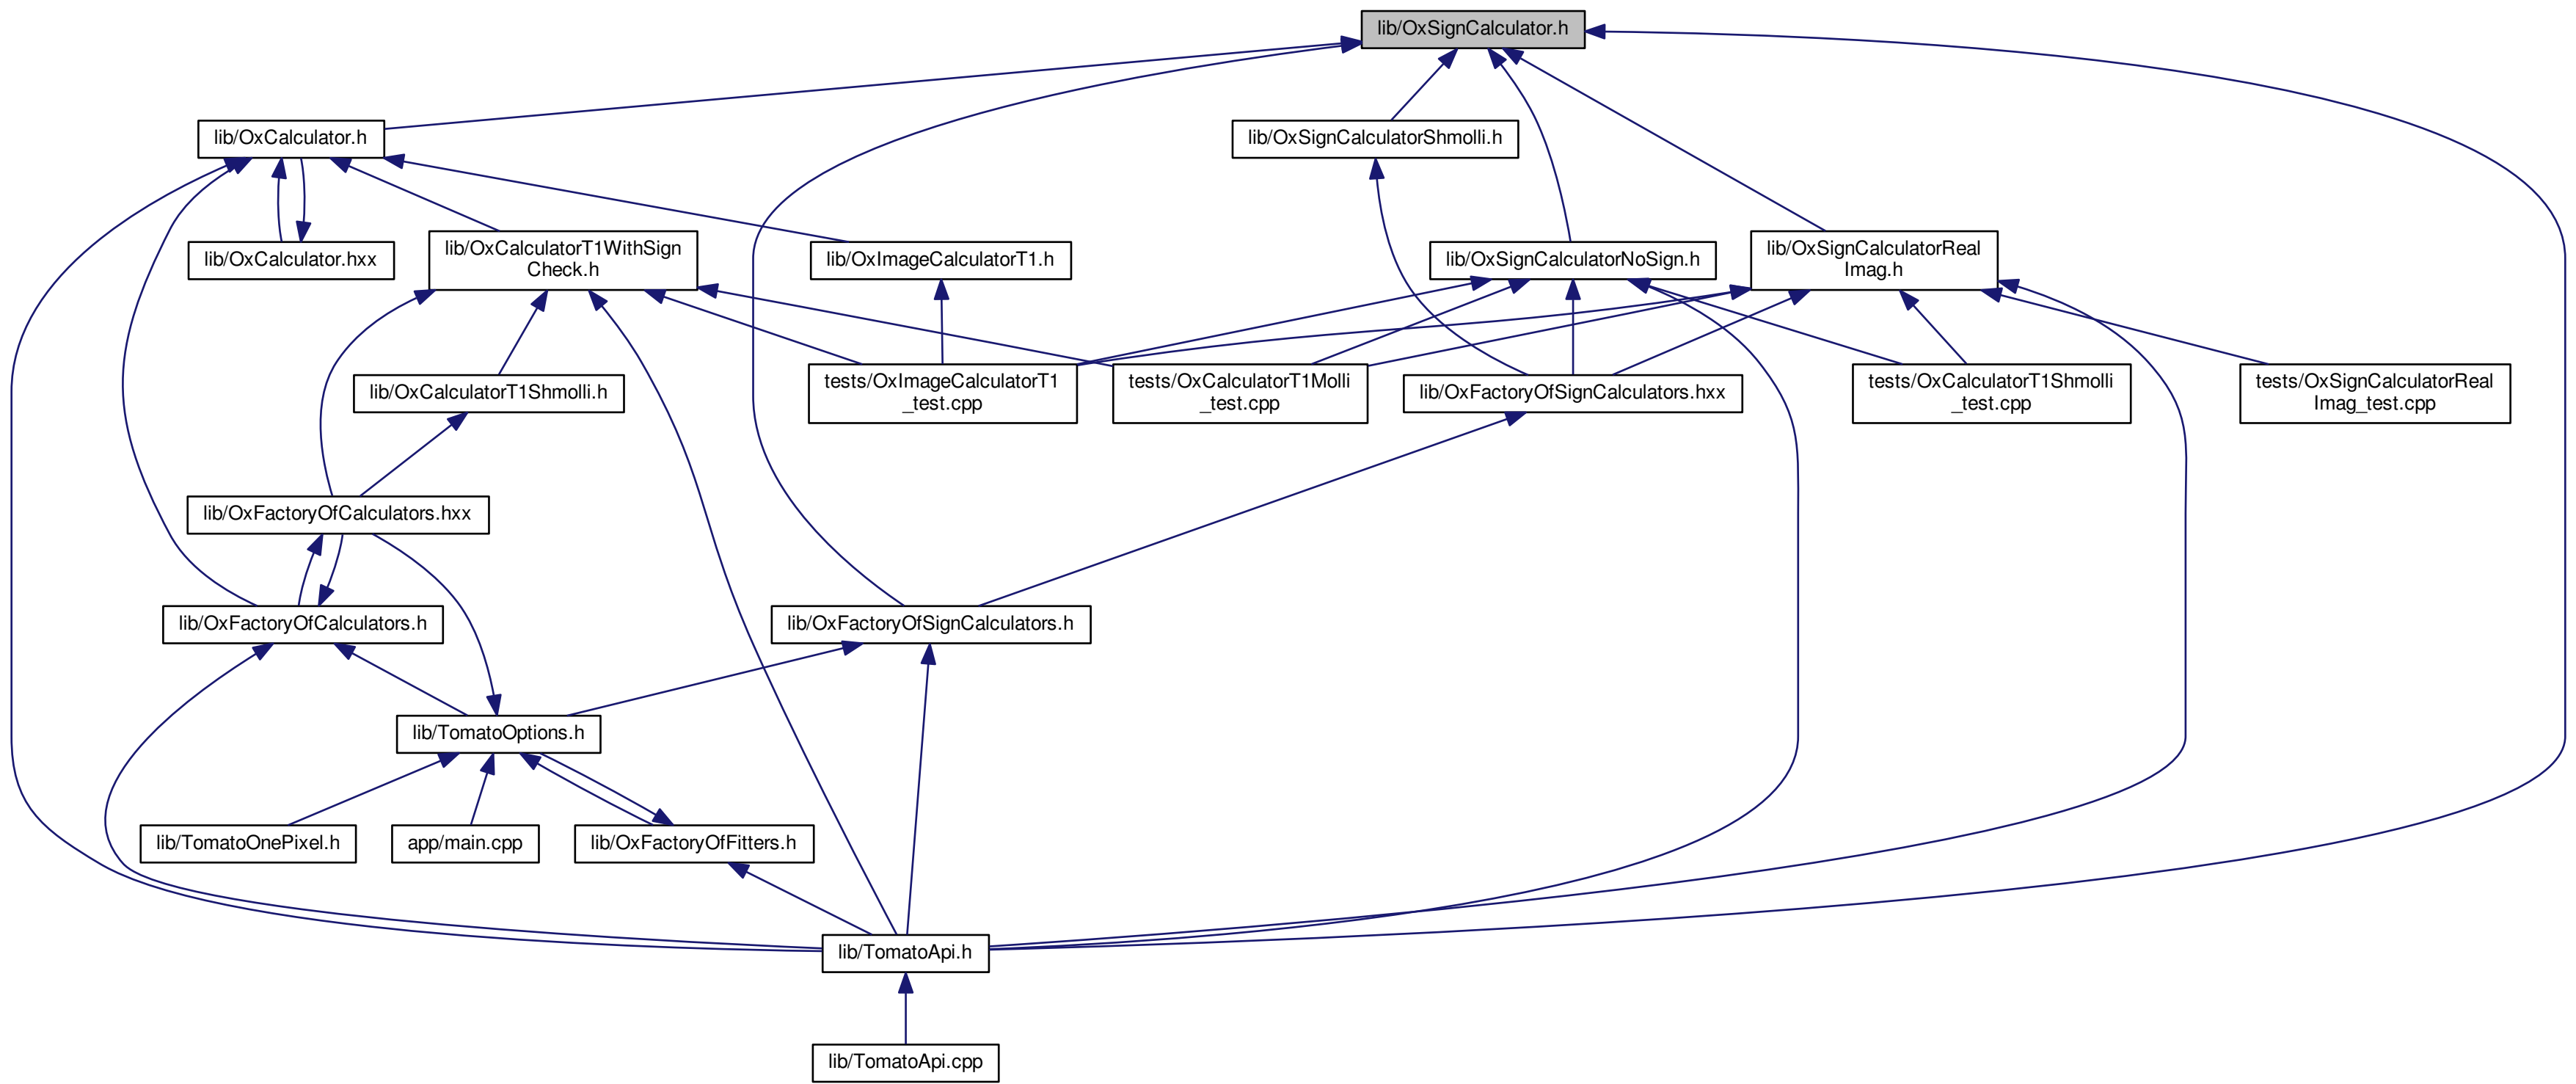 lib/OxSignCalculator.h
lib/OxCalculator.h
lib/OxSignCalculatorShmolli.h
lib/OxCalculator.hxx
lib/OxCalculatorT1WithSign
Check.h
lib/OxImageCalculatorT1.h
lib/OxSignCalculatorNoSign.h
lib/OxSignCalculatorReal
Imag.h
lib/OxCalculatorT1Shmolli.h
tests/OxImageCalculatorT1
_test.cpp
tests/OxCalculatorT1Molli
_test.cpp
lib/OxFactoryOfSignCalculators.hxx
tests/OxCalculatorT1Shmolli
_test.cpp
tests/OxSignCalculatorReal
Imag_test.cpp
lib/OxFactoryOfCalculators.hxx
lib/OxFactoryOfCalculators.h
lib/OxFactoryOfSignCalculators.h
lib/TomatoOptions.h
lib/TomatoOnePixel.h
app/main.cpp
lib/OxFactoryOfFitters.h
lib/TomatoApi.h
lib/TomatoApi.cpp